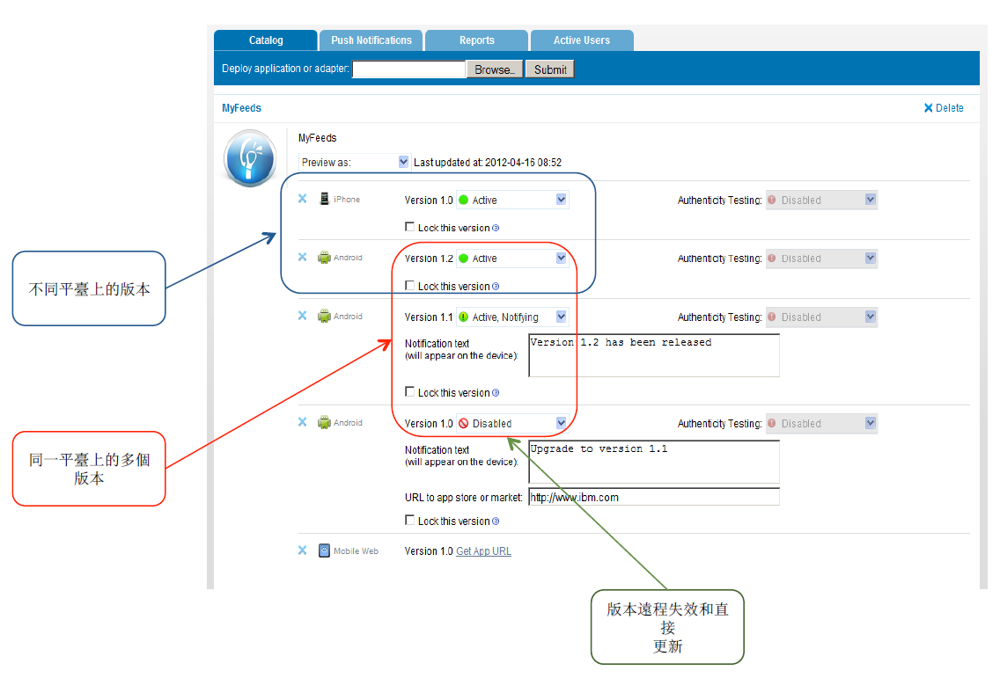 Catalog
Push Notifications
Reports
Active Users
Deploy application or adapter:
Browse...
Submit
MyFeeds
Delete
MyFeeds
Preview as:
Last updated at: 2012-04-16 08:52
iPhone
Version 1.0
Active
Authenticity Testing:
Disabled
Lock this version
Android
Version 1.2
Active
Authenticity Testing:
Disabled
Lock this version
不同平臺上的版本
Android
Version 1.1
Active, Notifying
Authenticity Testing:
Disabled
Notification text
(will appear on the device):
Version 1.2 has been released
Lock this version
Android
Version 1.0
Disabled
Authenticity Testing:
Disabled
同一平臺上的多個
版本
Notification text
(will appear on the device):
Upgrade to version 1.1
URL to app store or market:
http://www.ibm.com
Lock this version
Mobile Web
Version 1.0
Get App URL
版本遠程失效和直
接
更新